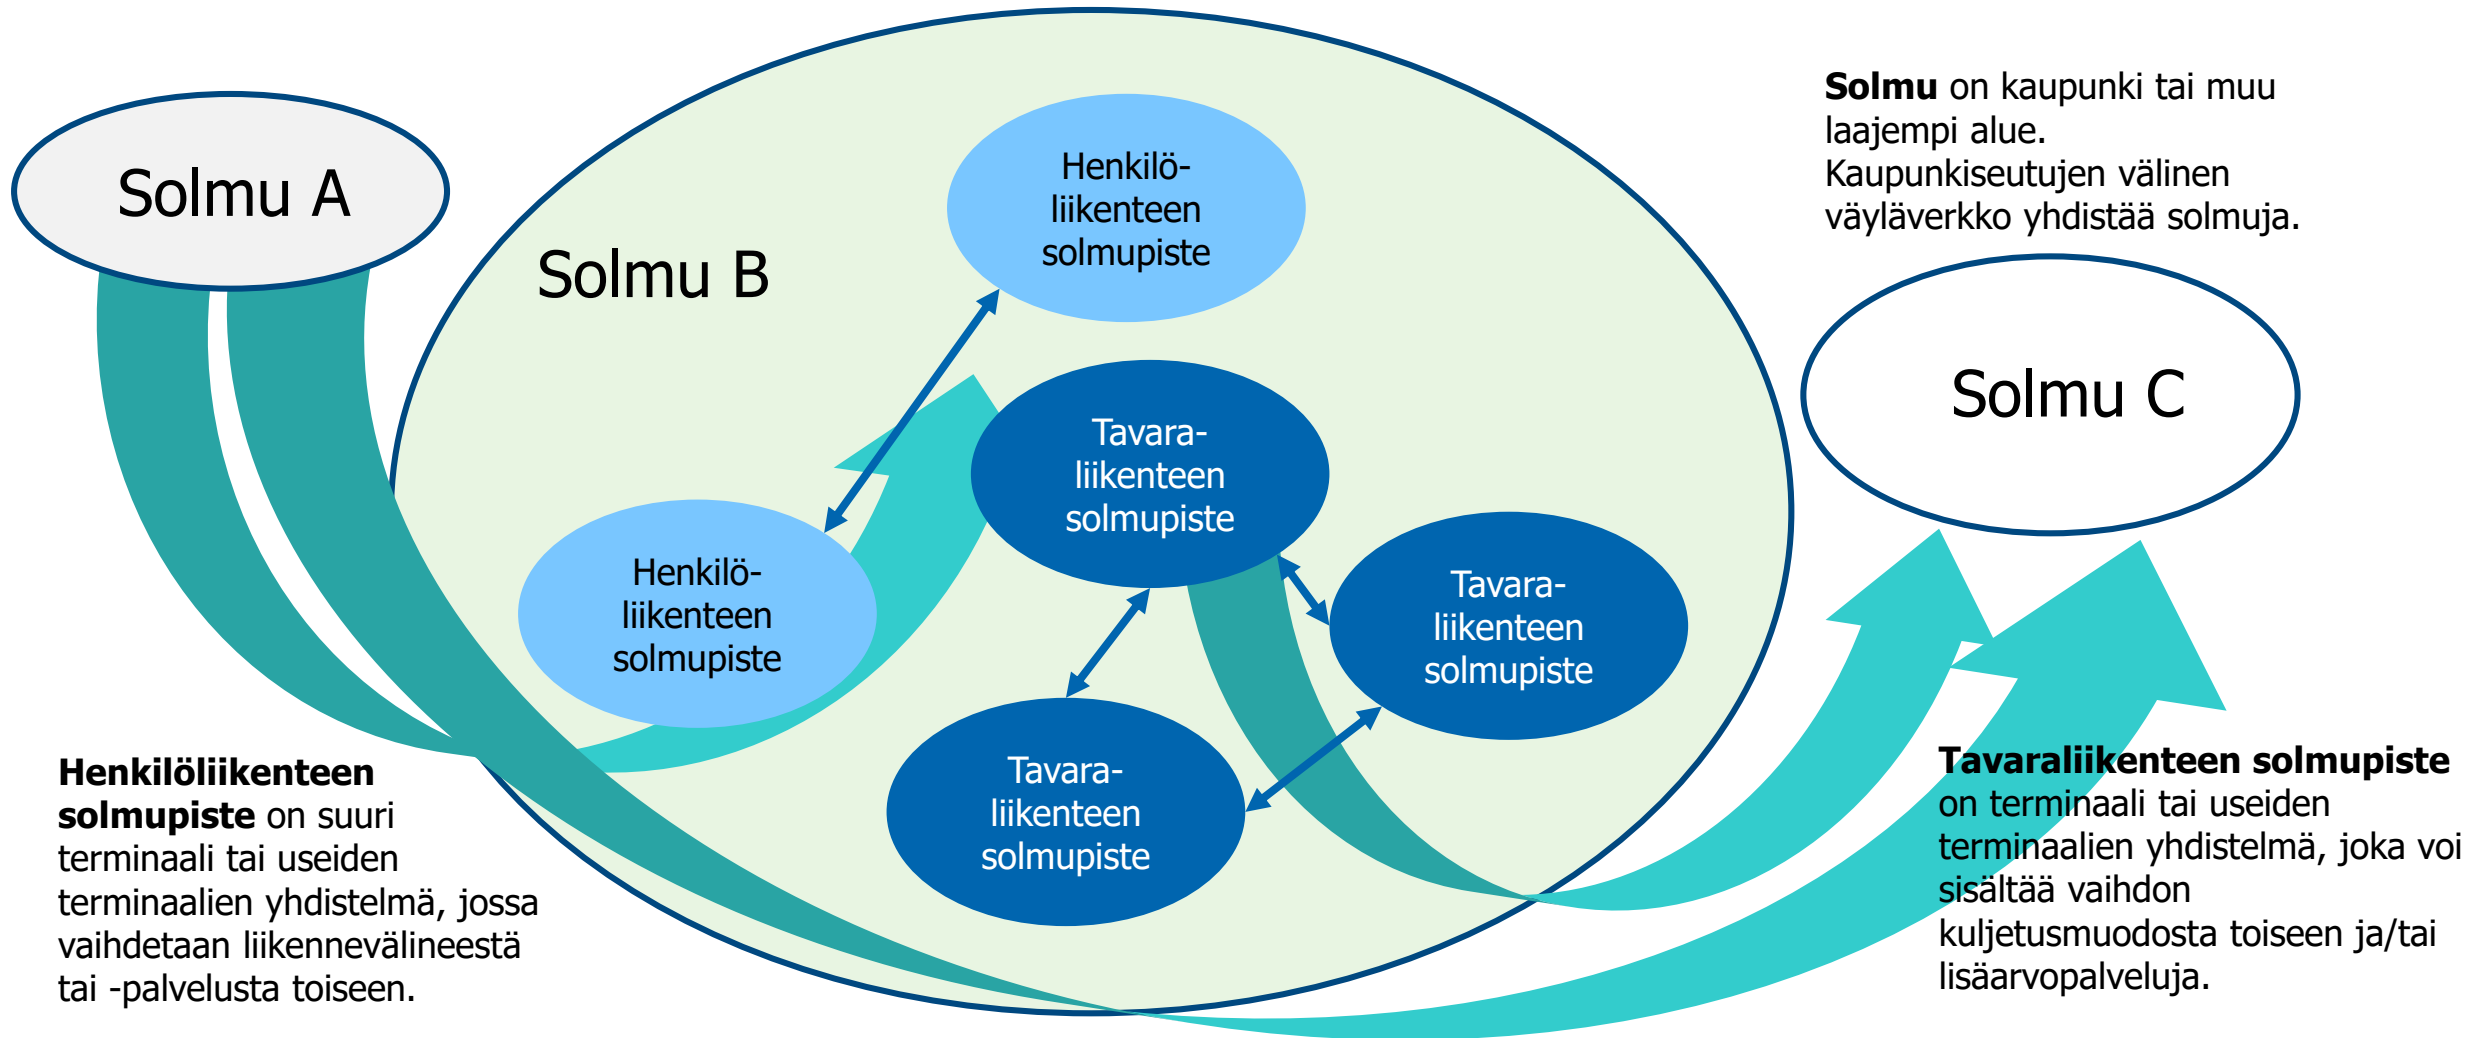 Solmu A
Solmu B
Henkilö-
liikenteen
solmupiste
Tavara-
liikenteen
solmupiste
Henkilö-
liikenteen
solmupiste
Tavara-
liikenteen
solmupiste
Tavara-
liikenteen
solmupiste
Solmu on kaupunki tai muu
laajempi alue.
Kaupunkiseutujen välinen
väyläverkko yhdistää solmuja.
Solmu C
Henkilöliikenteen
solmupiste on suuri
terminaali tai useiden
terminaalien yhdistelmä, jossa
vaihdetaan liikennevälineestä
tai -palvelusta toiseen.
Tavaraliikenteen solmupiste
on terminaali tai useiden
terminaalien yhdistelmä, joka voi
sisältää vaihdon
kuljetusmuodosta toiseen ja/tai
lisäarvopalveluja.